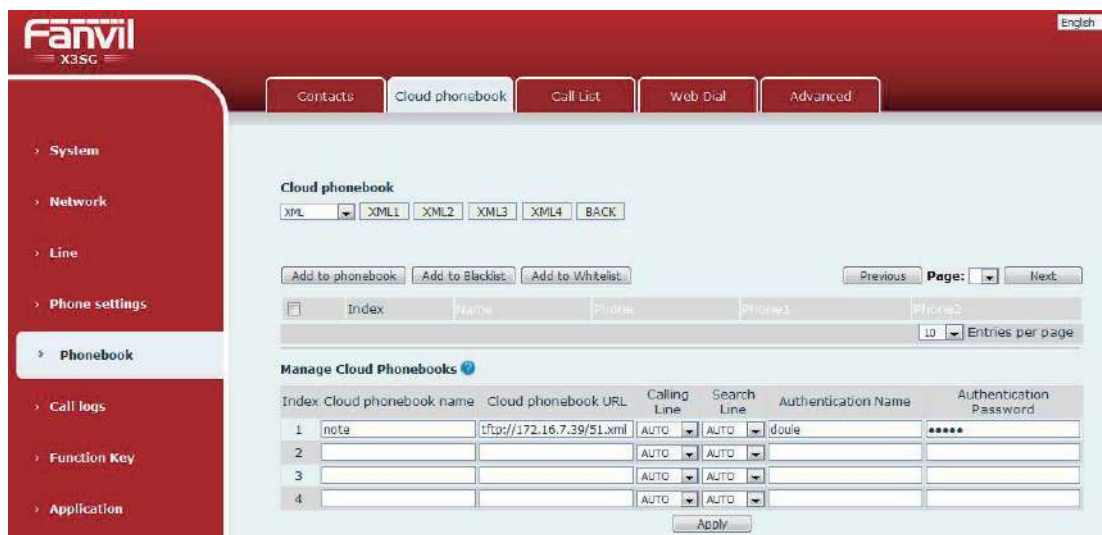 Fanvil
X3SG
English
Contacts Cloud phonebook Call List Web Dial Advanced
› System
› Network
› Line
› Phone settings
› Phonebook
› Call logs
› Function Key
› Application
Cloud phonebook
XML XML1 XML2 XML3 XML4 BACK
Add to phonebook Add to Blacklist Add to Whitelist Previous Page: Next
Index Name Phone Phone1 Phone2
10 Entries per page
Manage Cloud Phonebooks ?
Index Cloud phonebook name Cloud phonebook URL Calling Line Search Line Authentication Name Authentication Password
1 note tftp://172.16.7.39/51.xml AUTO AUTO douie •••••
2 AUTO AUTO
3 AUTO AUTO
4 AUTO AUTO
Apply